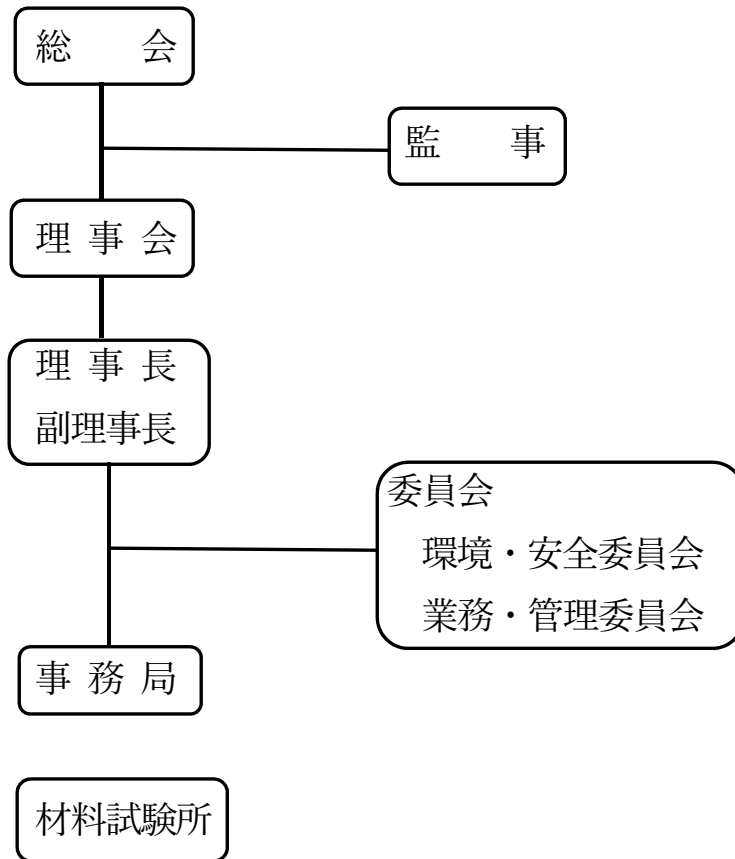 総　　会
監　　事
理 事 会
理 事 長
副理事長
委員会
環境・安全委員会
業務・管理委員会
事 務 局
材料試験所